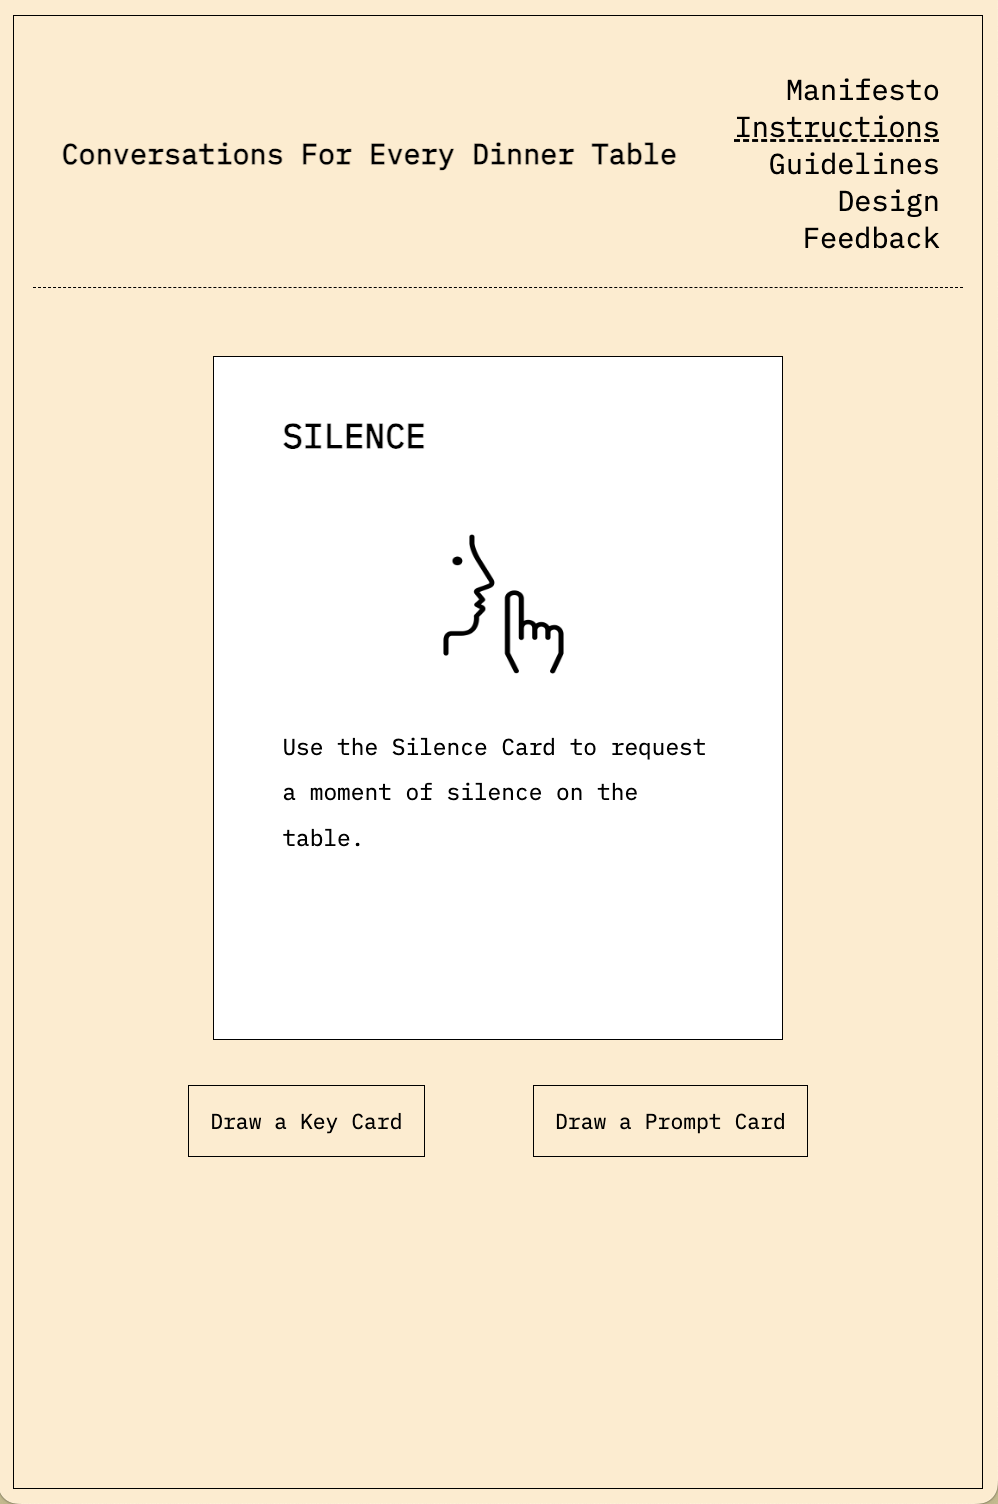 Conversations For Every Dinner Table
Manifesto
Instructions
Guidelines
Design
Feedback
SILENCE
Use the Silence Card to request
a moment of silence on the
table.
Draw a Key Card
Draw a Prompt Card